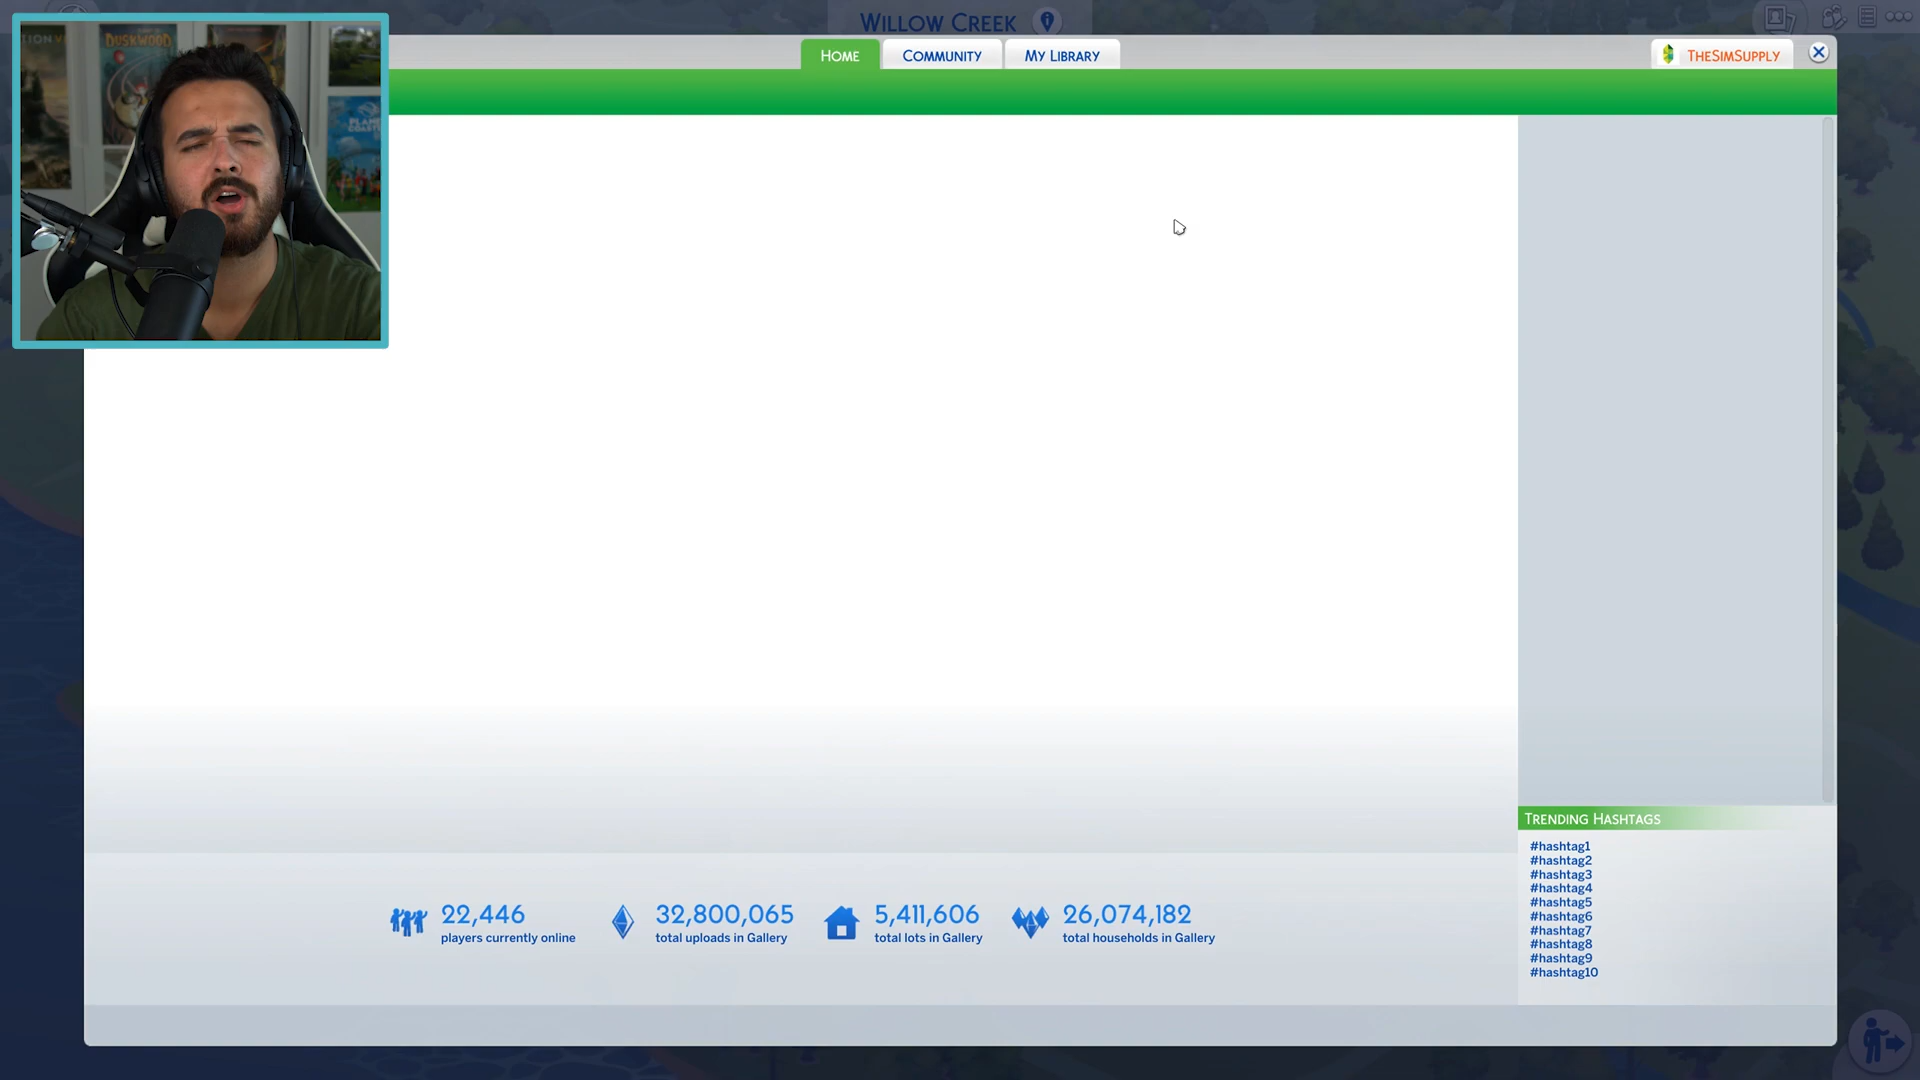 WILLOW CREEK
HOME
COMMUNITY
MY LIBRARY
THESIMSUPPLY
DUSKWOOD
PLANET
COASTER
TRENDING HASHTAGS
#hashtag1
#hashtag2
#hashtag3
#hashtag4
#hashtag5
#hashtag6
#hashtag7
#hashtag8
#hashtag9
#hashtag10
22,446
players currently online
32,800,065
total uploads in Gallery
5,411,606
total lots in Gallery
26,074,182
total households in Gallery